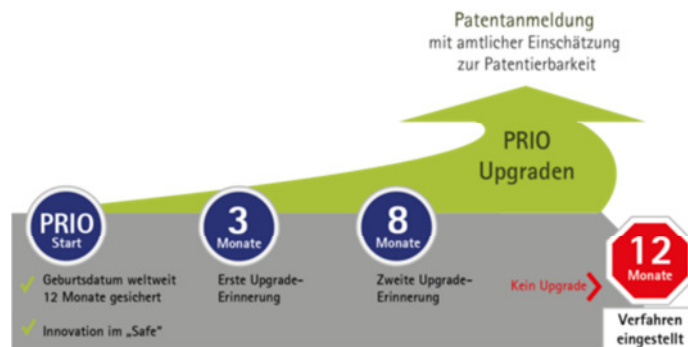 Patentanmeldung
mit amtlicher Einschätzung
zur Patentierbarkeit
PRIO
Upgraden
PRIO
Start
3
Monate
8
Monate
12
Monate
Geburtsdatum weltweit
12 Monate gesichert
Innovation im „Safe“
Erste Upgrade-
Erinnerung
Zweite Upgrade-
Erinnerung
Kein Upgrade
Verfahren
eingestellt